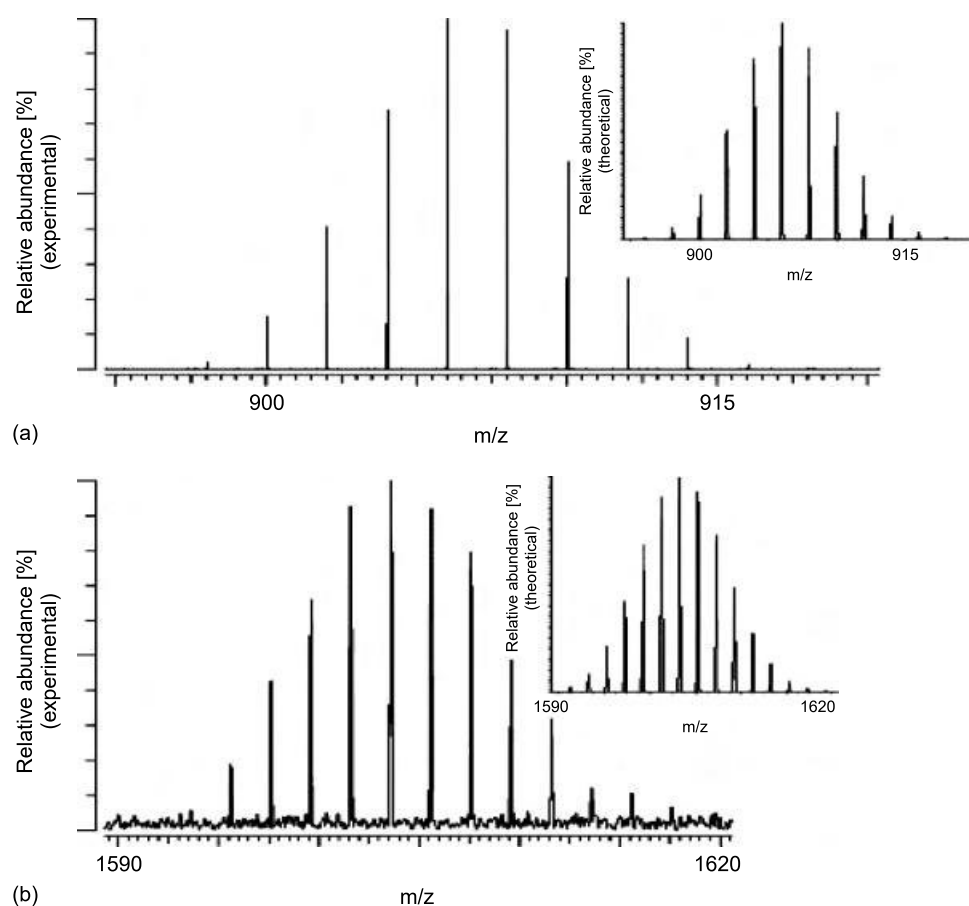 Relative abundance [%]
(experimental)
900
915
m/z
(a)
Relative abundance [%]
(theoretical)
900
915
m/z
Relative abundance [%]
(experimental)
1590
1620
m/z
(b)
Relative abundance [%]
(theoretical)
1590
1620
m/z